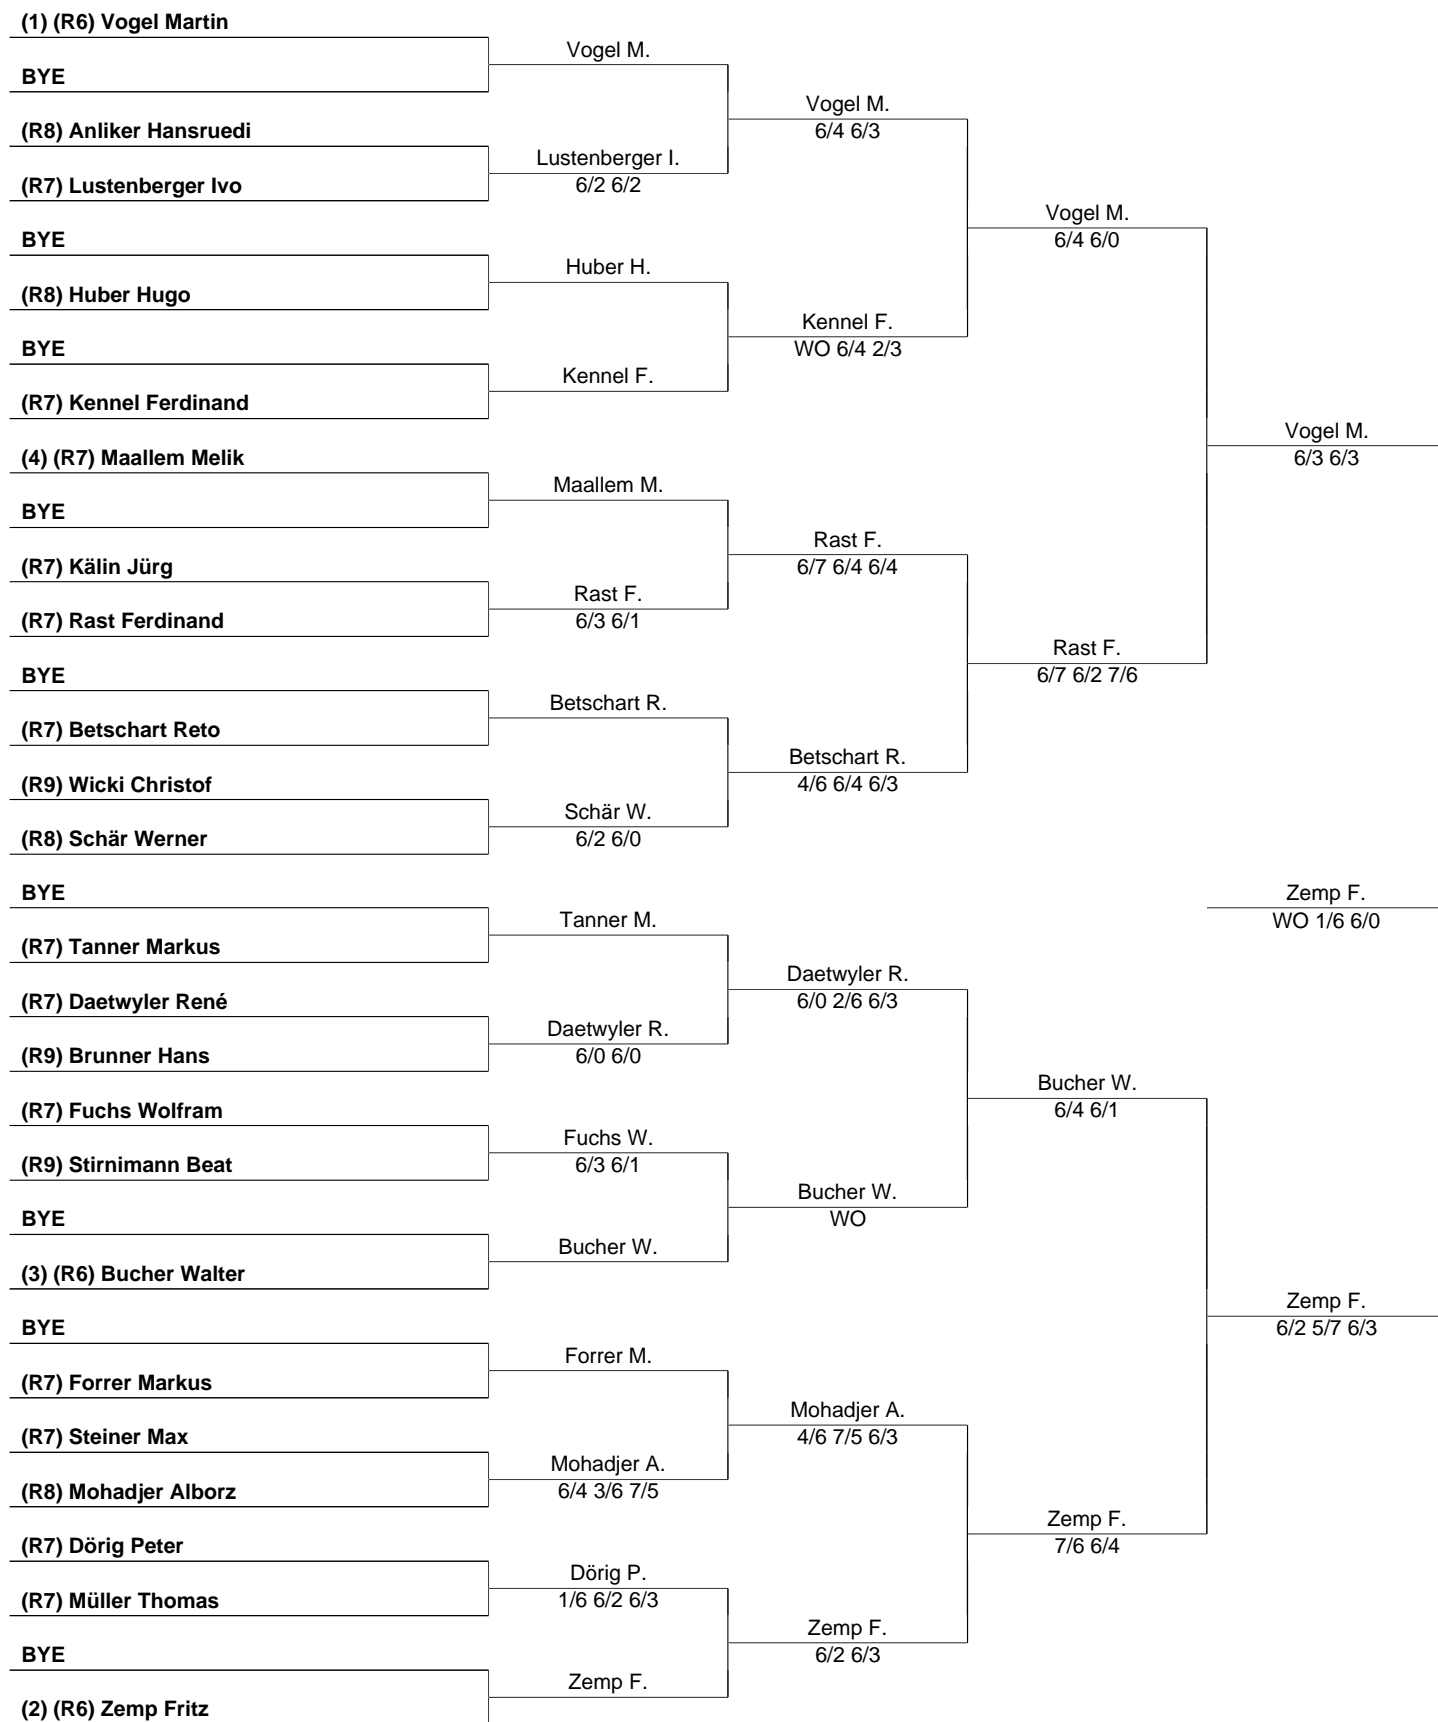 (1) (R6) Vogel Martin
BYE
(R8) Anliker Hansruedi
(R7) Lustenberger Ivo
BYE
(R8) Huber Hugo
BYE
(R7) Kennel Ferdinand
(4) (R7) Maallem Melik
BYE
(R7) Kälin Jürg
(R7) Rast Ferdinand
BYE
(R7) Betschart Reto
(R9) Wicki Christof
(R8) Schär Werner
BYE
(R7) Tanner Markus
(R7) Daetwyler René
(R9) Brunner Hans
(R7) Fuchs Wolfram
(R9) Stirnimann Beat
BYE
(3) (R6) Bucher Walter
BYE
(R7) Forrer Markus
(R7) Steiner Max
(R8) Mohadjer Alborz
(R7) Dörig Peter
(R7) Müller Thomas
BYE
(2) (R6) Zemp Fritz
Vogel M.
Lustenberger I.
6/2 6/2
Huber H.
Kennel F.
Maallem M.
Rast F.
6/3 6/1
Betschart R.
Schär W.
6/2 6/0
Tanner M.
Daetwyler R.
6/0 6/0
Fuchs W.
6/3 6/1
Bucher W.
Forrer M.
Mohadjer A.
6/4 3/6 7/5
Dörig P.
1/6 6/2 6/3
Zemp F.
Vogel M.
6/4 6/3
Kennel F.
WO 6/4 2/3
Rast F.
6/7 6/4 6/4
Betschart R.
4/6 6/4 6/3
Daetwyler R.
6/0 2/6 6/3
Bucher W.
WO
Mohadjer A.
4/6 7/5 6/3
Zemp F.
6/2 6/3
Vogel M.
6/4 6/0
Rast F.
6/7 6/2 7/6
Bucher W.
6/4 6/1
Zemp F.
7/6 6/4
Vogel M.
6/3 6/3
Zemp F.
WO 1/6 6/0
Zemp F.
6/2 5/7 6/3